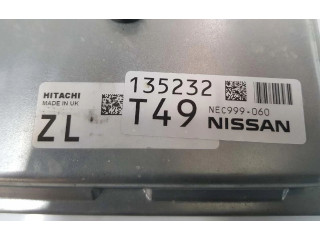 HITACHI
MADE IN UK
ZL
135232
T49
NEC999-060
NISSAN